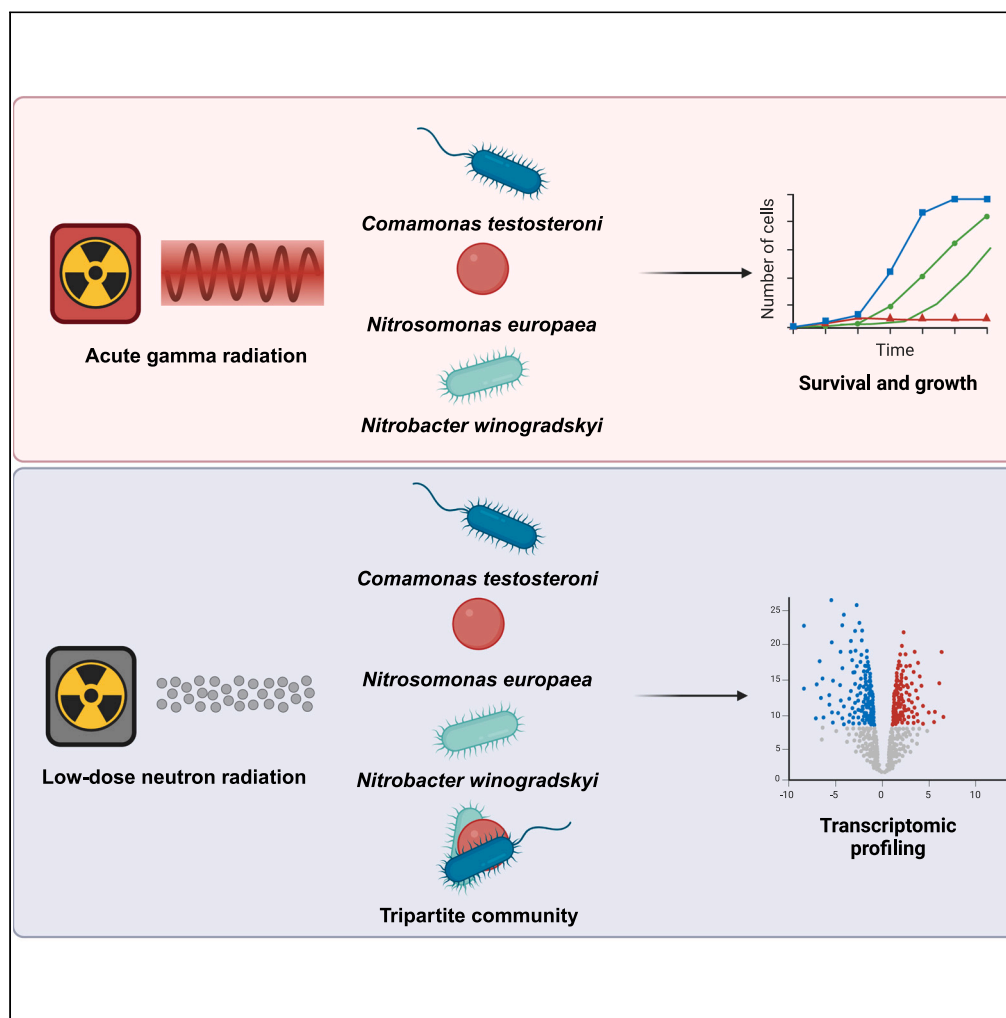 Comamonas testosteroni
Nitrosomonas europaea
Nitrobacter winogradskyi
Acute gamma radiation
Number of cells
Time
Survival and growth
Comamonas testosteroni
Nitrosomonas europaea
Nitrobacter winogradskyi
Tripartite community
Low-dose neutron radiation
25
20
15
10
5
0
-10 -5 0 5 10
Transcriptomic
profiling